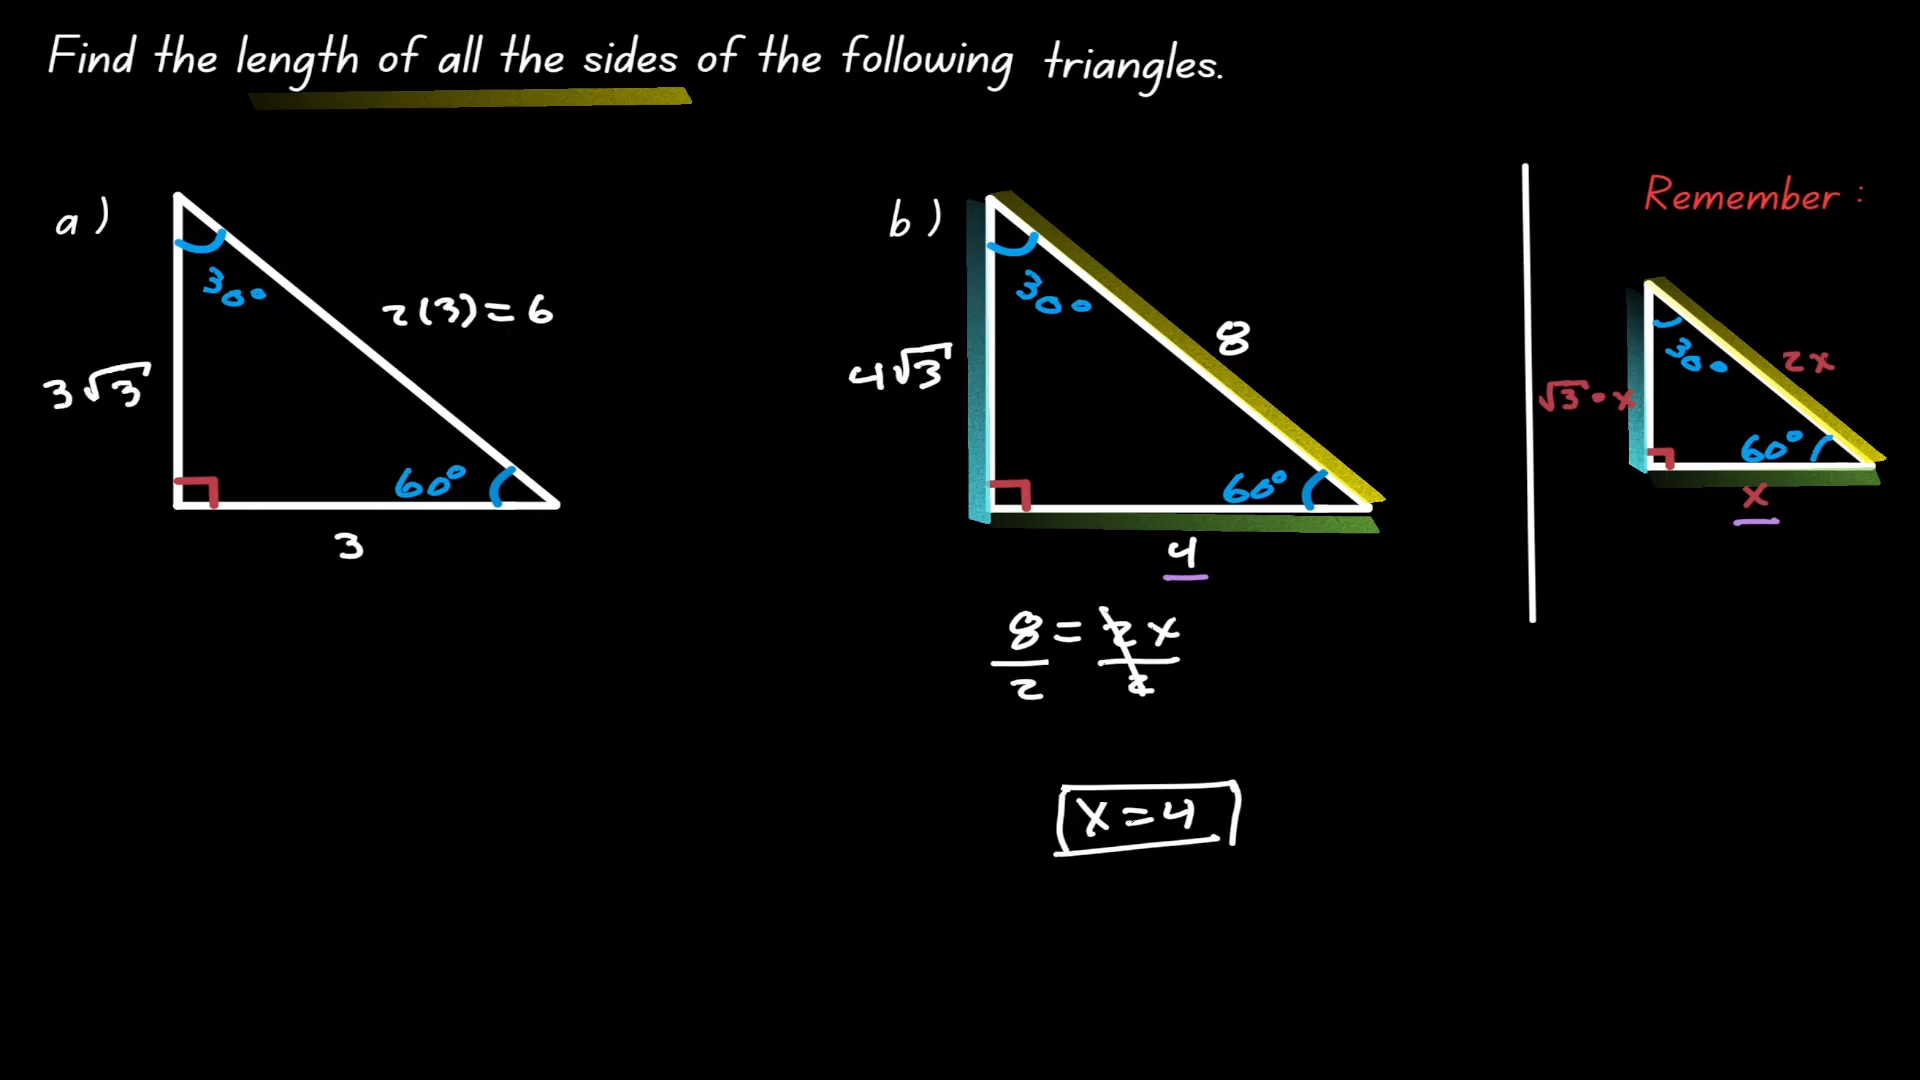 Find the length of all the sides of the following triangles.
a)
30°
2(3)=6
3√3
60°
3
b)
30°
8
4√3
60°
4
8 = 2x
2 2
x=4
Remember :
30°
2x
√3•x
60°
x